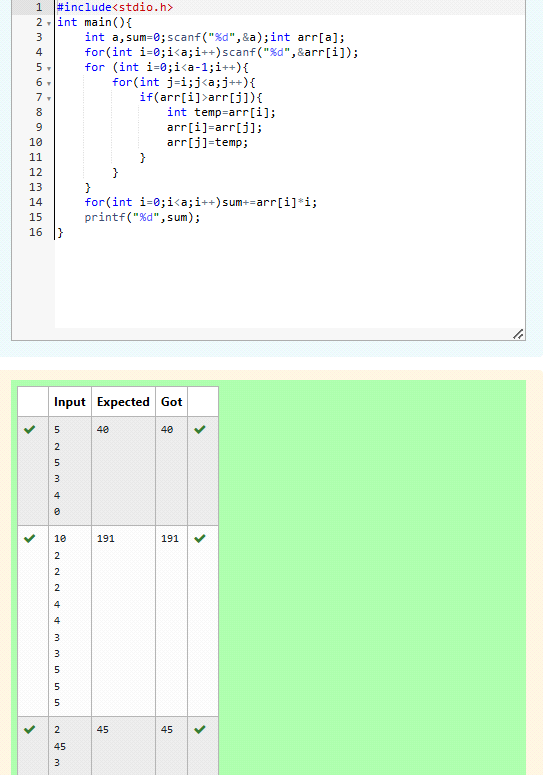 1 #include<stdio.h>
2 int main(){
3 int a,sum=0;scanf("%d",&a);int arr[a];
4 for(int i=0;i<a;i++)scanf("%d",&arr[i]);
5 for (int i=0;i<a-1;i++){
6 for(int j=i;j<a;j++){
7 if(arr[i]>arr[j]){
8 int temp=arr[i];
9 arr[i]=arr[j];
10 arr[j]=temp;
11 }
12 }
13 }
14 for(int i=0;i<a;i++)sum+=arr[i]*i;
15 printf("%d",sum);
16 }
Input Expected Got
5 40 40
2
5
3
4
0
10 191 191
2
2
2
4
4
3
3
5
5
5
2 45 45
45
3